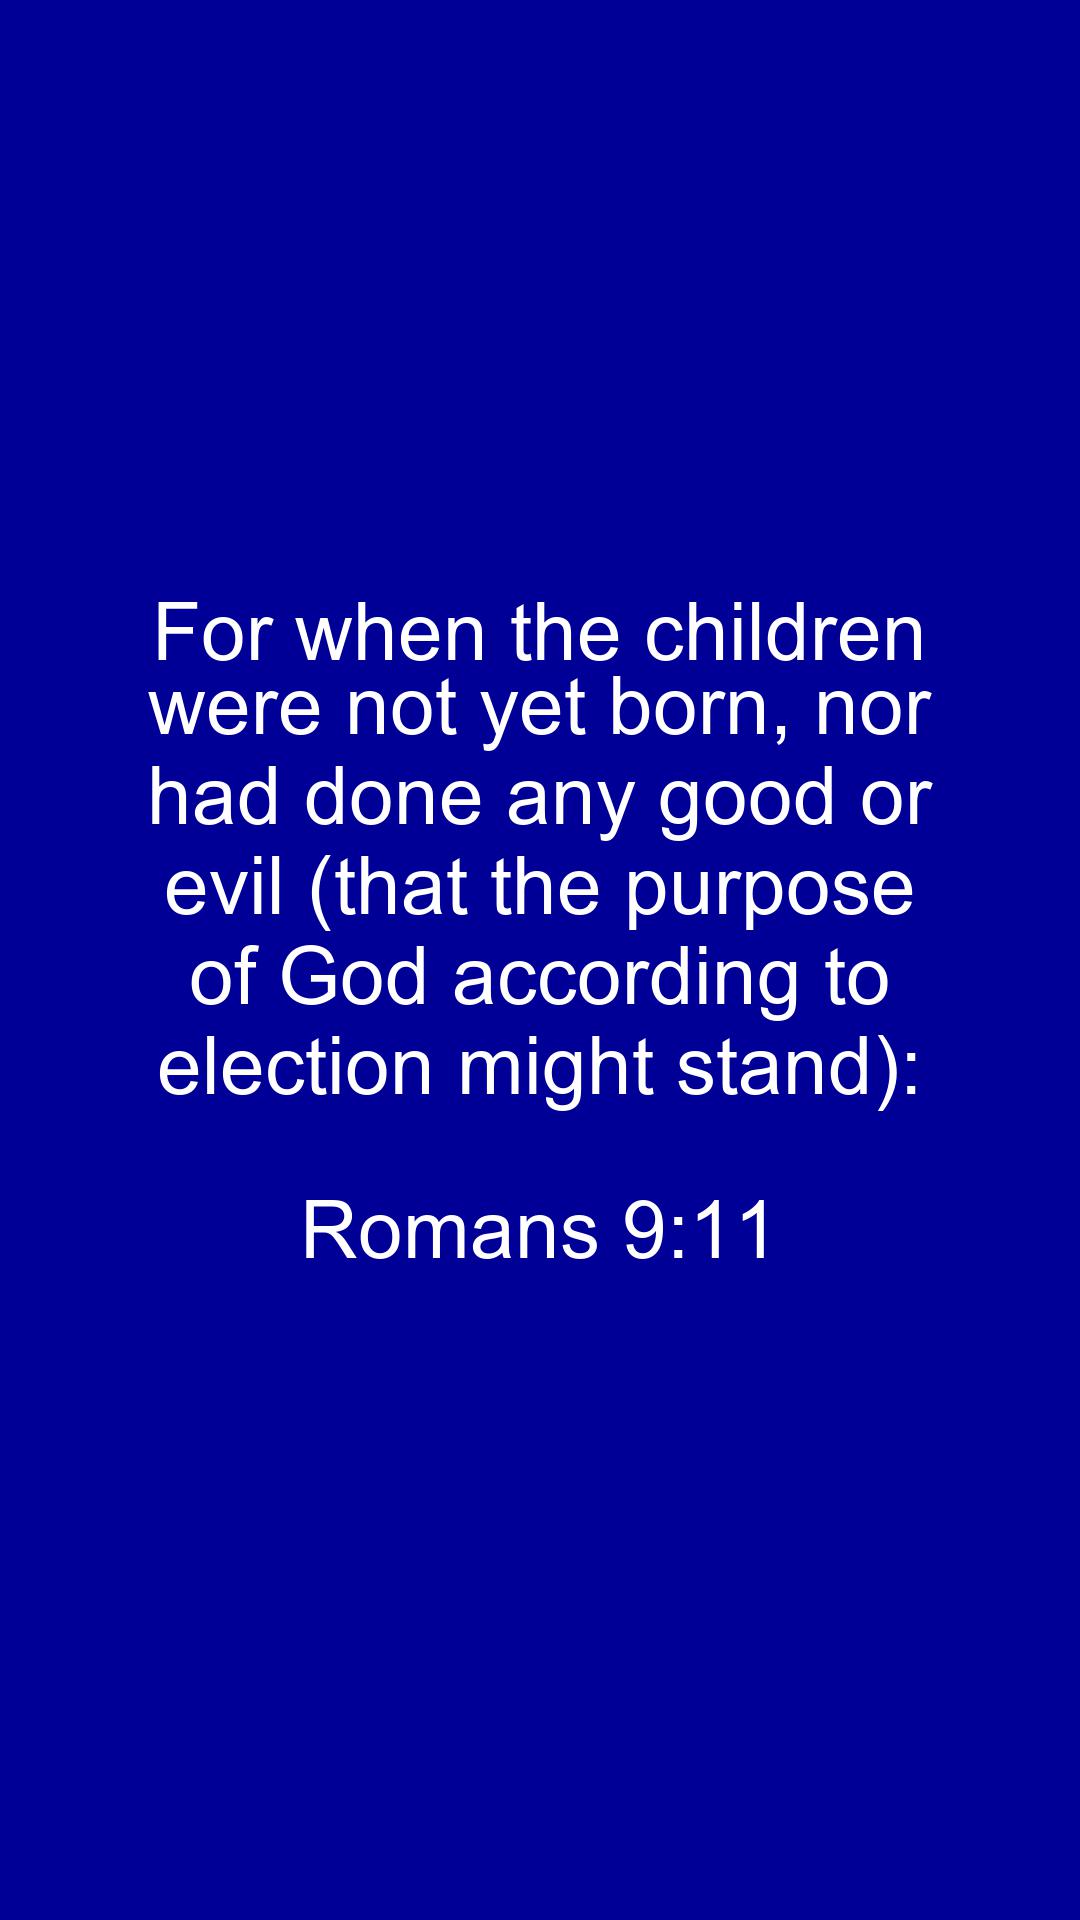 For when the children
were not yet born, nor
had done any good or
evil (that the purpose
of God according to
election might stand):
Romans 9:11